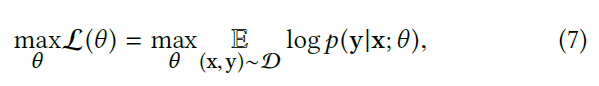 max_θ 𝓛(θ) = max_θ 𝔼_{(x,y)∼𝓓} log p(y|x; θ), (7)